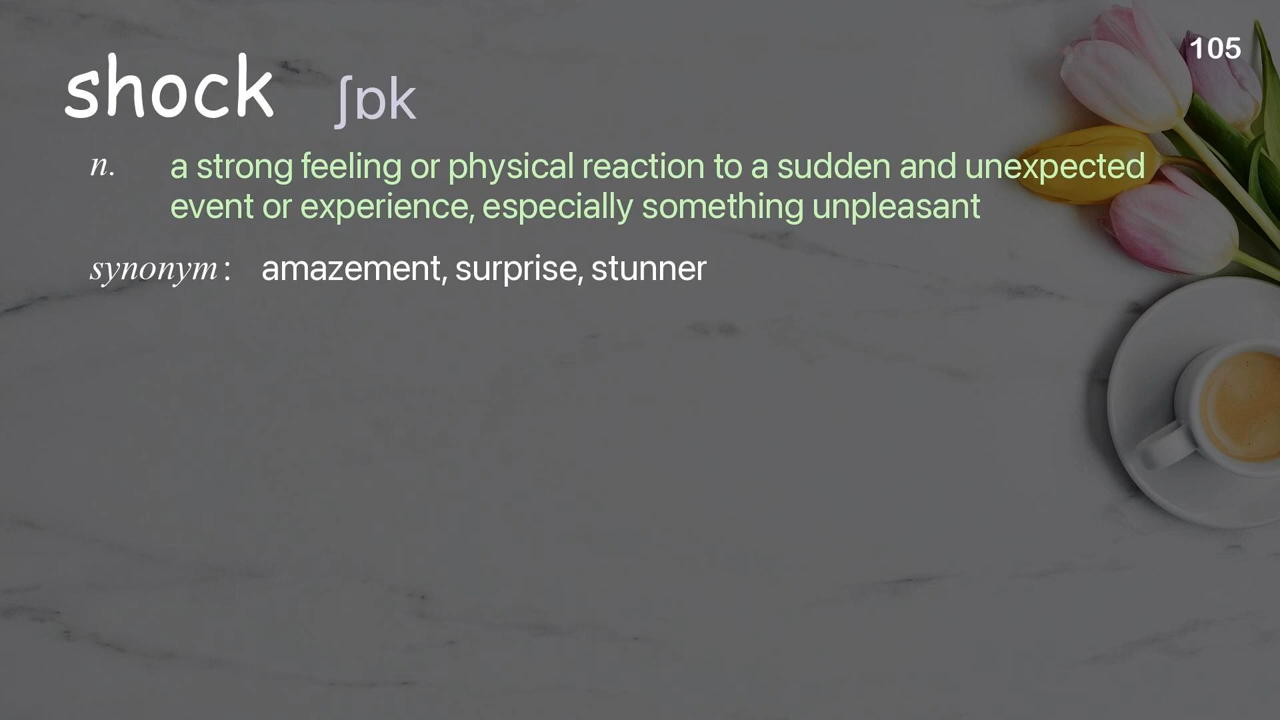 105
shock ʃɒk
n. a strong feeling or physical reaction to a sudden and unexpected
event or experience, especially something unpleasant
synonym : amazement, surprise, stunner